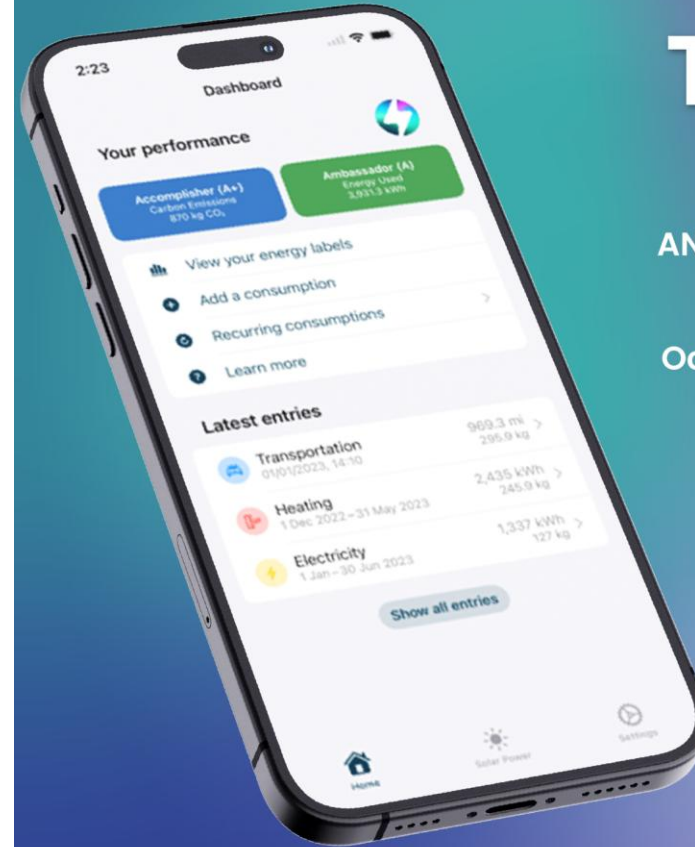 T
2:23
Dashboard
Your performance
Accomplisher (A+)
Carbon Emissions
870 kg CO₂
Ambassador (A)
Energy Used
3,931.3 kWh
AN
View your energy labels
Add a consumption
Recurring consumptions
Learn more
Oc
Latest entries
Transportation
01/01/2023, 14:10
969.3 mi
295.9 kg
Heating
1 Dec 2022 – 31 May 2023
2,435 kWh
245.9 kg
Electricity
1 Jan – 30 Jun 2023
1,337 kWh
127 kg
Show all entries
Home
Solar Power
Settings